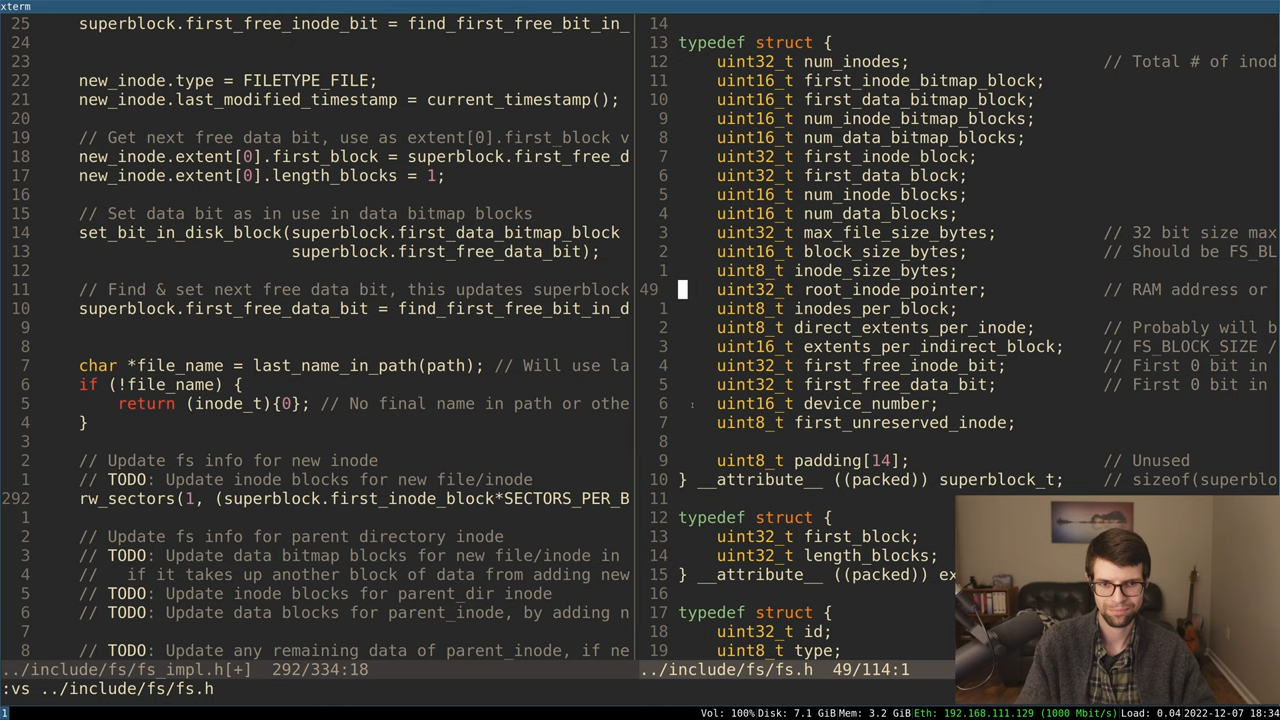 xterm
25 superblock.first_free_inode_bit = find_first_free_bit_in_
24
23
22 new_inode.type = FILETYPE_FILE;
21 new_inode.last_modified_timestamp = current_timestamp();
20
19 // Get next free data bit, use as extent[0].first_block v
18 new_inode.extent[0].first_block = superblock.first_free_d
17 new_inode.extent[0].length_blocks = 1;
16
15 // Set data bit as in use in data bitmap blocks
14 set_bit_in_disk_block(superblock.first_data_bitmap_block
13 superblock.first_free_data_bit);
12
11 // Find & set next free data bit, this updates superblock
10 superblock.first_free_data_bit = find_first_free_bit_in_d
9
8
7 char *file_name = last_name_in_path(path); // Will use la
6 if (!file_name) {
5 return (inode_t){0}; // No final name in path or othe
4 }
3
2 // Update fs info for new inode
1 // TODO: Update inode blocks for new file/inode
292 rw_sectors(1, (superblock.first_inode_block*SECTORS_PER_B
1
2 // Update fs info for parent directory inode
3 // TODO: Update data bitmap blocks for new file/inode in
4 // if it takes up another block of data from adding new
5 // TODO: Update inode blocks for parent_dir inode
6 // TODO: Update data blocks for parent_inode, by adding n
7
8 // TODO: Update any remaining data of parent_inode, if ne
../include/fs/fs_impl.h[+] 292/334:18
14
13 typedef struct {
12 uint32_t num_inodes; // Total # of inod
11 uint16_t first_inode_bitmap_block;
10 uint16_t first_data_bitmap_block;
9 uint16_t num_inode_bitmap_blocks;
8 uint16_t num_data_bitmap_blocks;
7 uint32_t first_inode_block;
6 uint32_t first_data_block;
5 uint16_t num_inode_blocks;
4 uint16_t num_data_blocks;
3 uint32_t max_file_size_bytes; // 32 bit size max
2 uint16_t block_size_bytes; // Should be FS_BL
1 uint8_t inode_size_bytes;
49 uint32_t root_inode_pointer; // RAM address or
1 uint8_t inodes_per_block;
2 uint8_t direct_extents_per_inode; // Probably will b
3 uint16_t extents_per_indirect_block; // FS_BLOCK_SIZE /
4 uint32_t first_free_inode_bit; // First 0 bit in
5 uint32_t first_free_data_bit; // First 0 bit in
6 uint16_t device_number;
7 uint8_t first_unreserved_inode;
8
9 uint8_t padding[14]; // Unused
10 } __attribute__ ((packed)) superblock_t; // sizeof(superblo
11
12 typedef struct {
13 uint32_t first_block;
14 uint32_t length_blocks;
15 } __attribute__ ((packed)) ex
16
17 typedef struct {
18 uint32_t id;
19 uint8_t type;
../include/fs/fs.h 49/114:1
:vs ../include/fs/fs.h
1 Vol: 100% Disk: 7.1 GiB Mem: 3.2 GiB Eth: 192.168.111.129 (1000 Mbit/s) Load: 0.04 2022-12-07 18:34